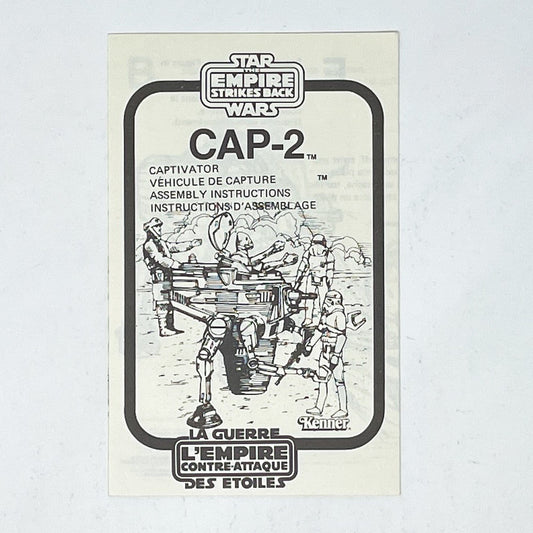 STAR
THE
EMPIRE
STRIKES BACK
WARS
CAP-2™
CAPTIVATOR
VÉHICULE DE CAPTURE ™
ASSEMBLY INSTRUCTIONS
INSTRUCTIONS D'ASSEMBLAGE
Kenner
LA GUERRE
L'EMPIRE
CONTRE-ATTAQUE
DES ETOILES